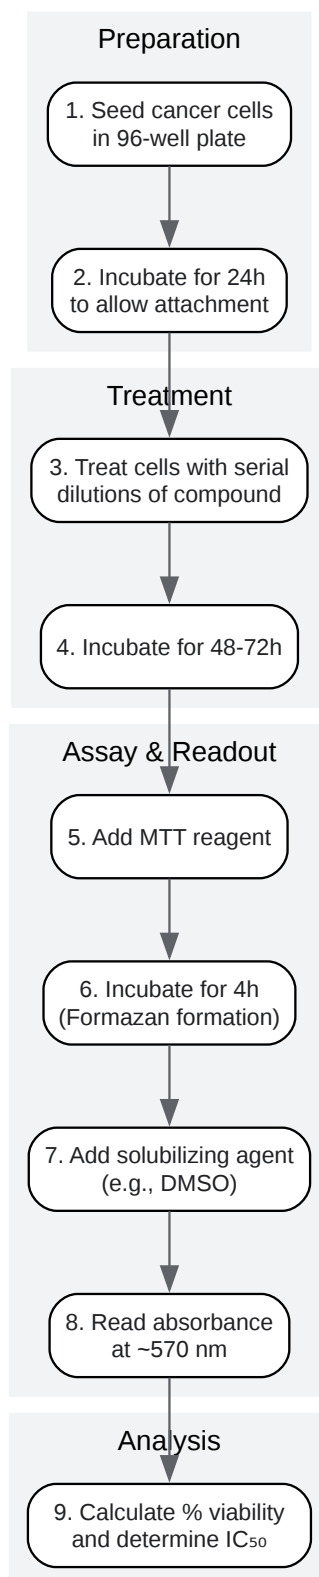 Preparation
1. Seed cancer cells
in 96-well plate
2. Incubate for 24h
to allow attachment
Treatment
3. Treat cells with serial
dilutions of compound
4. Incubate for 48-72h
Assay & Readout
5. Add MTT reagent
6. Incubate for 4h
(Formazan formation)
7. Add solubilizing agent
(e.g., DMSO)
8. Read absorbance
at ~570 nm
Analysis
9. Calculate % viability
and determine IC₅₀